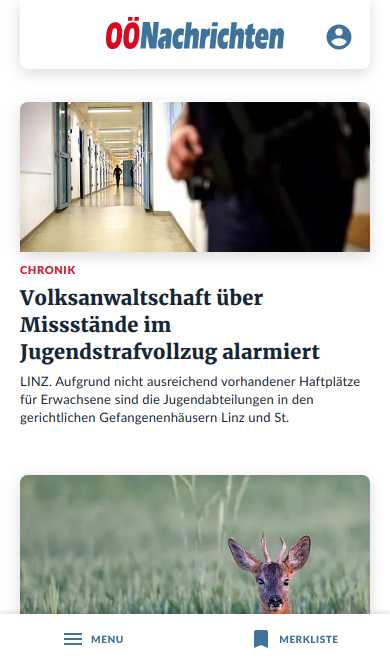 OÖNachrichten
CHRONIK
Volksanwaltschaft über
Missstände im
Jugendstrafvollzug alarmiert
LINZ. Aufgrund nicht ausreichend vorhandener Haftplätze
für Erwachsene sind die Jugendabteilungen in den
gerichtlichen Gefangenenhäusern Linz und St.
MENU
MERKLISTE